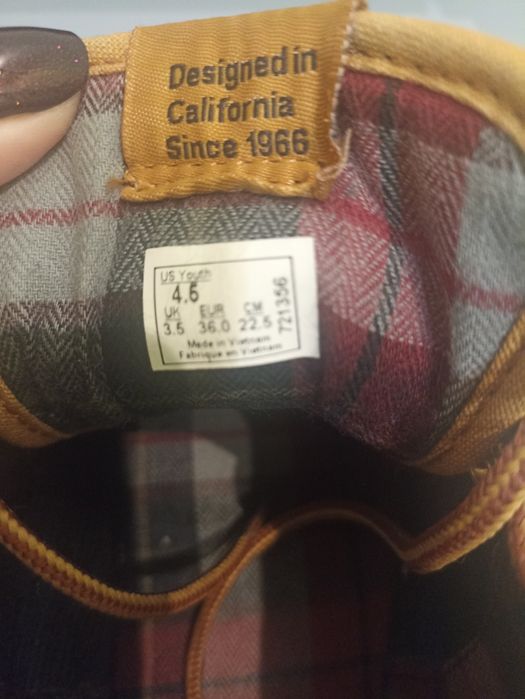 Designed in
California
Since 1966
US Youth
4.5
UK EUR CM
3.5 36.0 22.5
721356
Made in Vietnam
Fabriqué en Vietnam